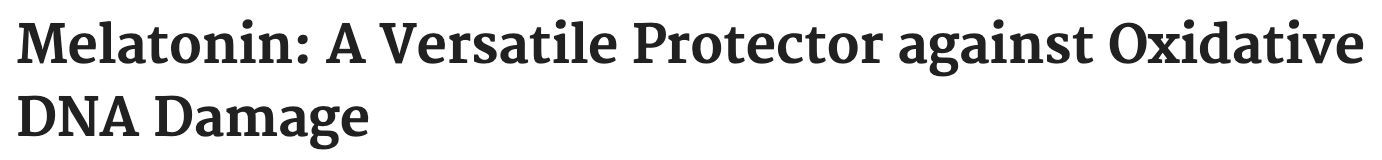 Melatonin: A Versatile Protector against Oxidative
DNA Damage